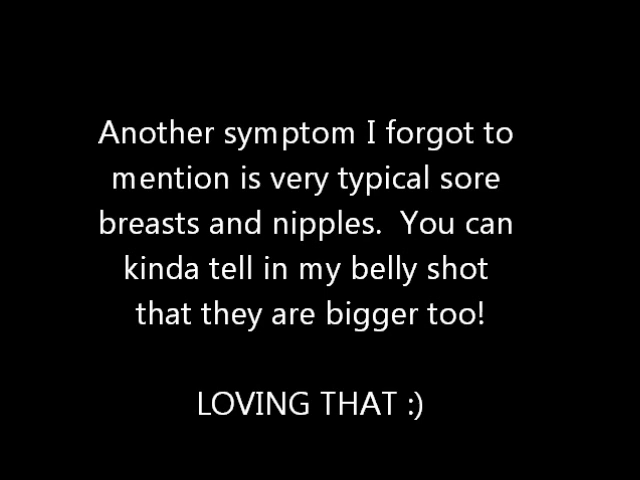 Another symptom I forgot to
mention is very typical sore
breasts and nipples.  You can
kinda tell in my belly shot
that they are bigger too!
LOVING THAT :)